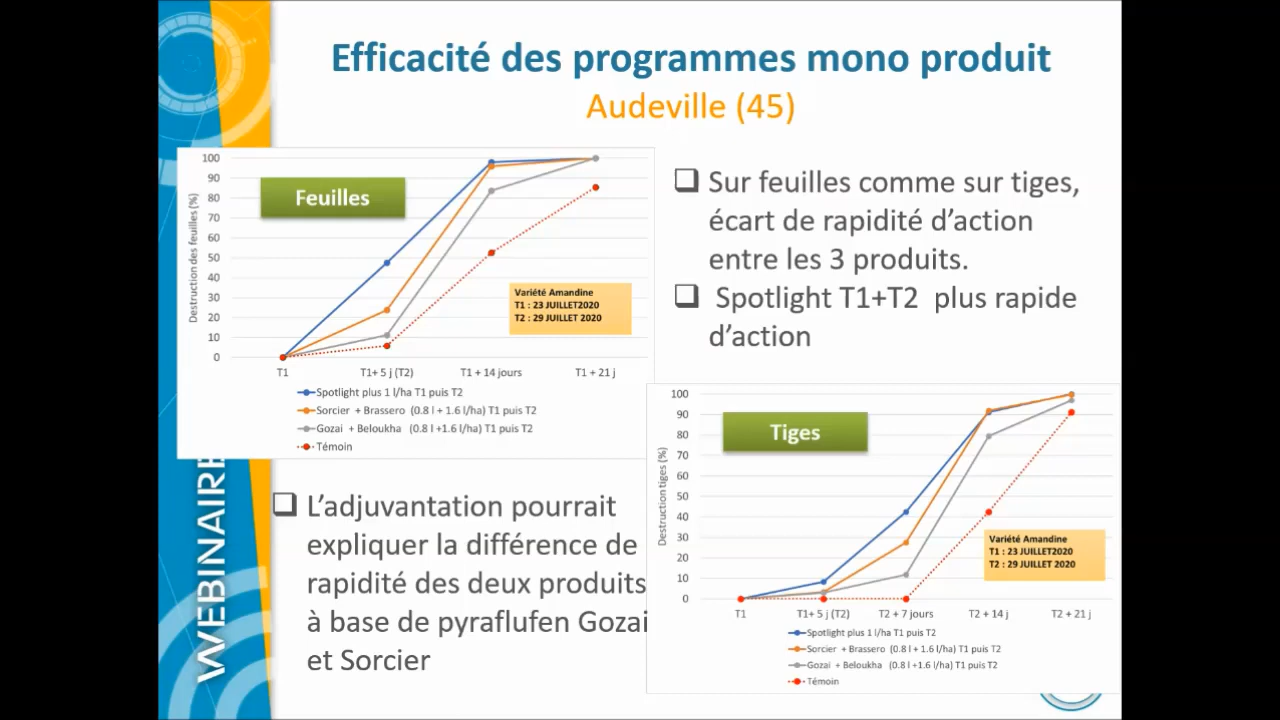 Efficacité des programmes mono produit
Audeville (45)
100
90
80
70
60
50
40
30
20
10
0
Destruction des feuilles (%)
Feuilles
Variété Amandine
T1 : 23 JUILLET2020
T2 : 29 JUILLET 2020
T1
T1+ 5 j (T2)
T1 + 14 jours
T1 + 21 j
Spotlight plus 1 l/ha T1 puis T2
Sorcier + Brassero (0.8 l + 1.6 l/ha) T1 puis T2
Gozai + Beloukha (0.8 l +1.6 l/ha) T1 puis T2
Témoin
❑ Sur feuilles comme sur tiges,
écart de rapidité d’action
entre les 3 produits.
❑ Spotlight T1+T2 plus rapide
d’action
100
90
80
70
60
50
40
30
20
10
0
Destruction tiges (%)
Tiges
Variété Amandine
T1 : 23 JUILLET2020
T2 : 29 JUILLET 2020
T1
T1+ 5 j (T2)
T2 + 7 jours
T2 + 14 j
T2 + 21 j
Spotlight plus 1 l/ha T1 puis T2
Sorcier + Brassero (0.8 l + 1.6 l/ha) T1 puis T2
Gozai + Beloukha (0.8 l +1.6 l/ha) T1 puis T2
Témoin
❑ L’adjuvantation pourrait
expliquer la différence de
rapidité des deux produits
à base de pyraflufen Gozai
et Sorcier
WEBINAIRE